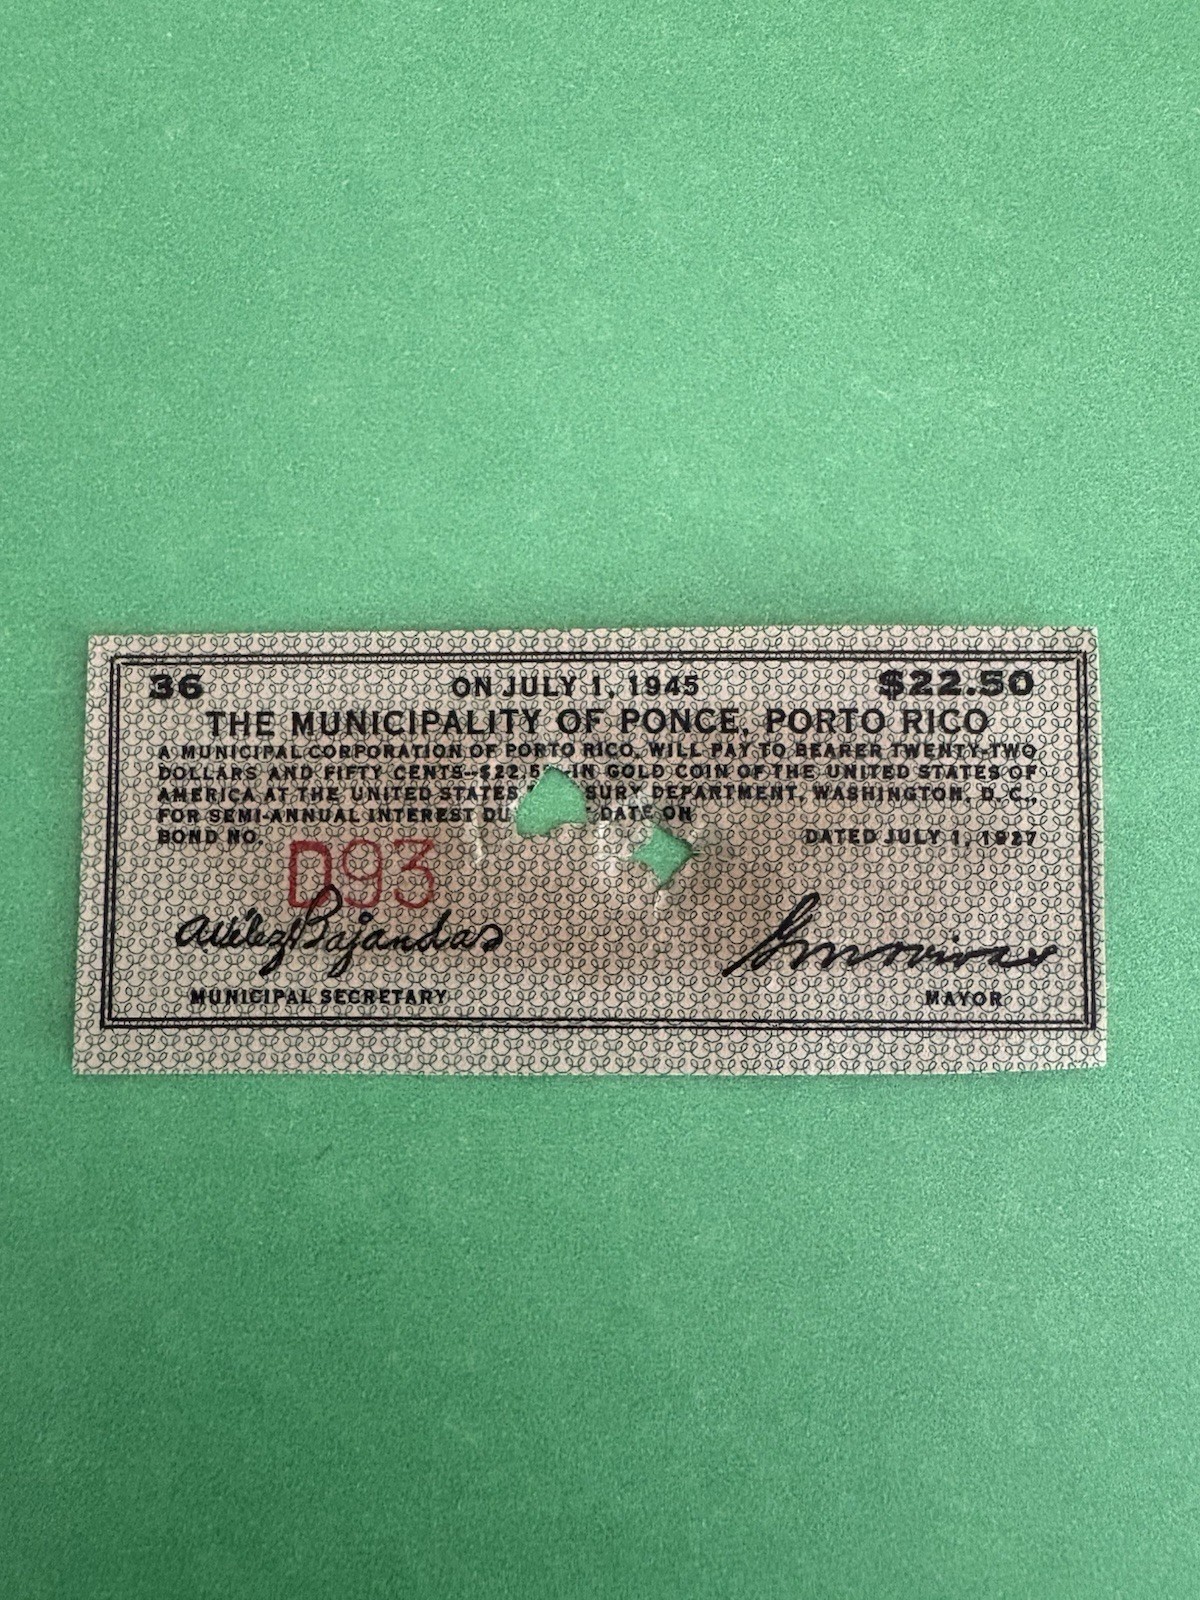 36 ON JULY 1, 1945 $22.50
THE MUNICIPALITY OF PONCE, PORTO RICO
A MUNICIPAL CORPORATION OF PORTO RICO, WILL PAY TO BEARER TWENTY-TWO
DOLLARS AND FIFTY CENTS--$22.5 -IN GOLD COIN OF THE UNITED STATES OF
AMERICA AT THE UNITED STATES SURY DEPARTMENT, WASHINGTON, D.C.,
FOR SEMI-ANNUAL INTEREST DU DATE ON
BOND NO. DATED JULY 1, 1927
D93
MUNICIPAL SECRETARY MAYOR